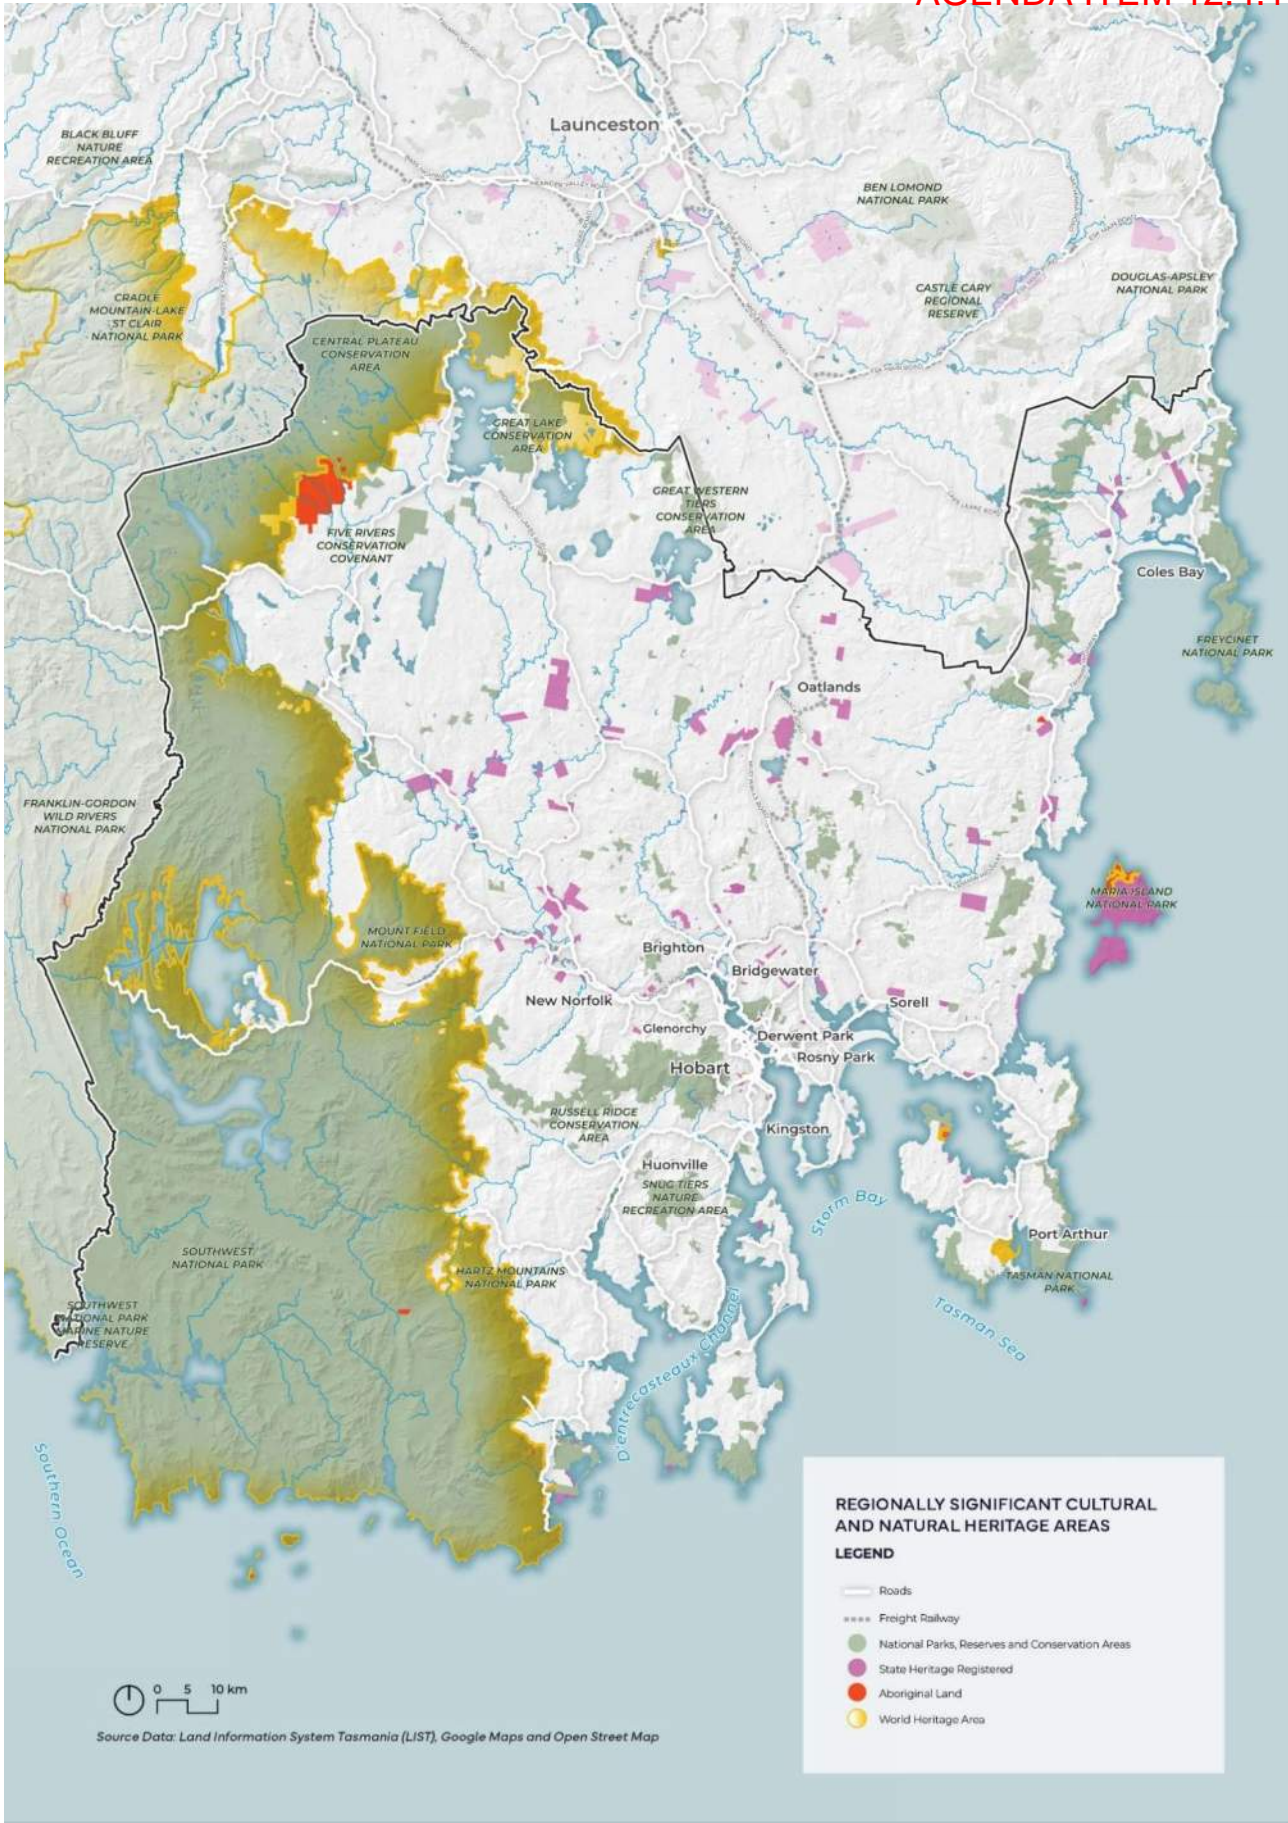 AGENDA ITEM 12.4.1
Launceston
BLACK BLUFF
NATURE
RECREATION AREA
BEN LOMOND
NATIONAL PARK
CRADLE
MOUNTAIN-LAKE
ST CLAIR
NATIONAL PARK
CASTLE CARY
REGIONAL
RESERVE
DOUGLAS-APSLEY
NATIONAL PARK
CENTRAL PLATEAU
CONSERVATION
AREA
GREAT LAKE
CONSERVATION
AREA
GREAT WESTERN
TIERS
CONSERVATION
AREA
FIVE RIVERS
CONSERVATION
COVENANT
Coles Bay
FREYCINET
NATIONAL PARK
Oatlands
FRANKLIN-GORDON
WILD RIVERS
NATIONAL PARK
MARIA ISLAND
NATIONAL PARK
MOUNT FIELD
NATIONAL PARK
Brighton
Bridgewater
New Norfolk
Sorell
Glenorchy
Derwent Park
Rosny Park
Hobart
RUSSELL RIDGE
CONSERVATION
AREA
Kingston
Huonville
SNUG TIERS
NATURE
RECREATION AREA
Storm Bay
Port Arthur
SOUTHWEST
NATIONAL PARK
HARTZ MOUNTAINS
NATIONAL PARK
TASMAN NATIONAL
PARK
SOUTHWEST
NATIONAL PARK
MARINE NATURE
RESERVE
Tasman Sea
D'entrecasteaux Channel
Southern Ocean
REGIONALLY SIGNIFICANT CULTURAL
AND NATURAL HERITAGE AREAS
LEGEND
Roads
Freight Railway
National Parks, Reserves and Conservation Areas
State Heritage Registered
Aboriginal Land
World Heritage Area
0 5 10 km
Source Data: Land Information System Tasmania (LIST), Google Maps and Open Street Map